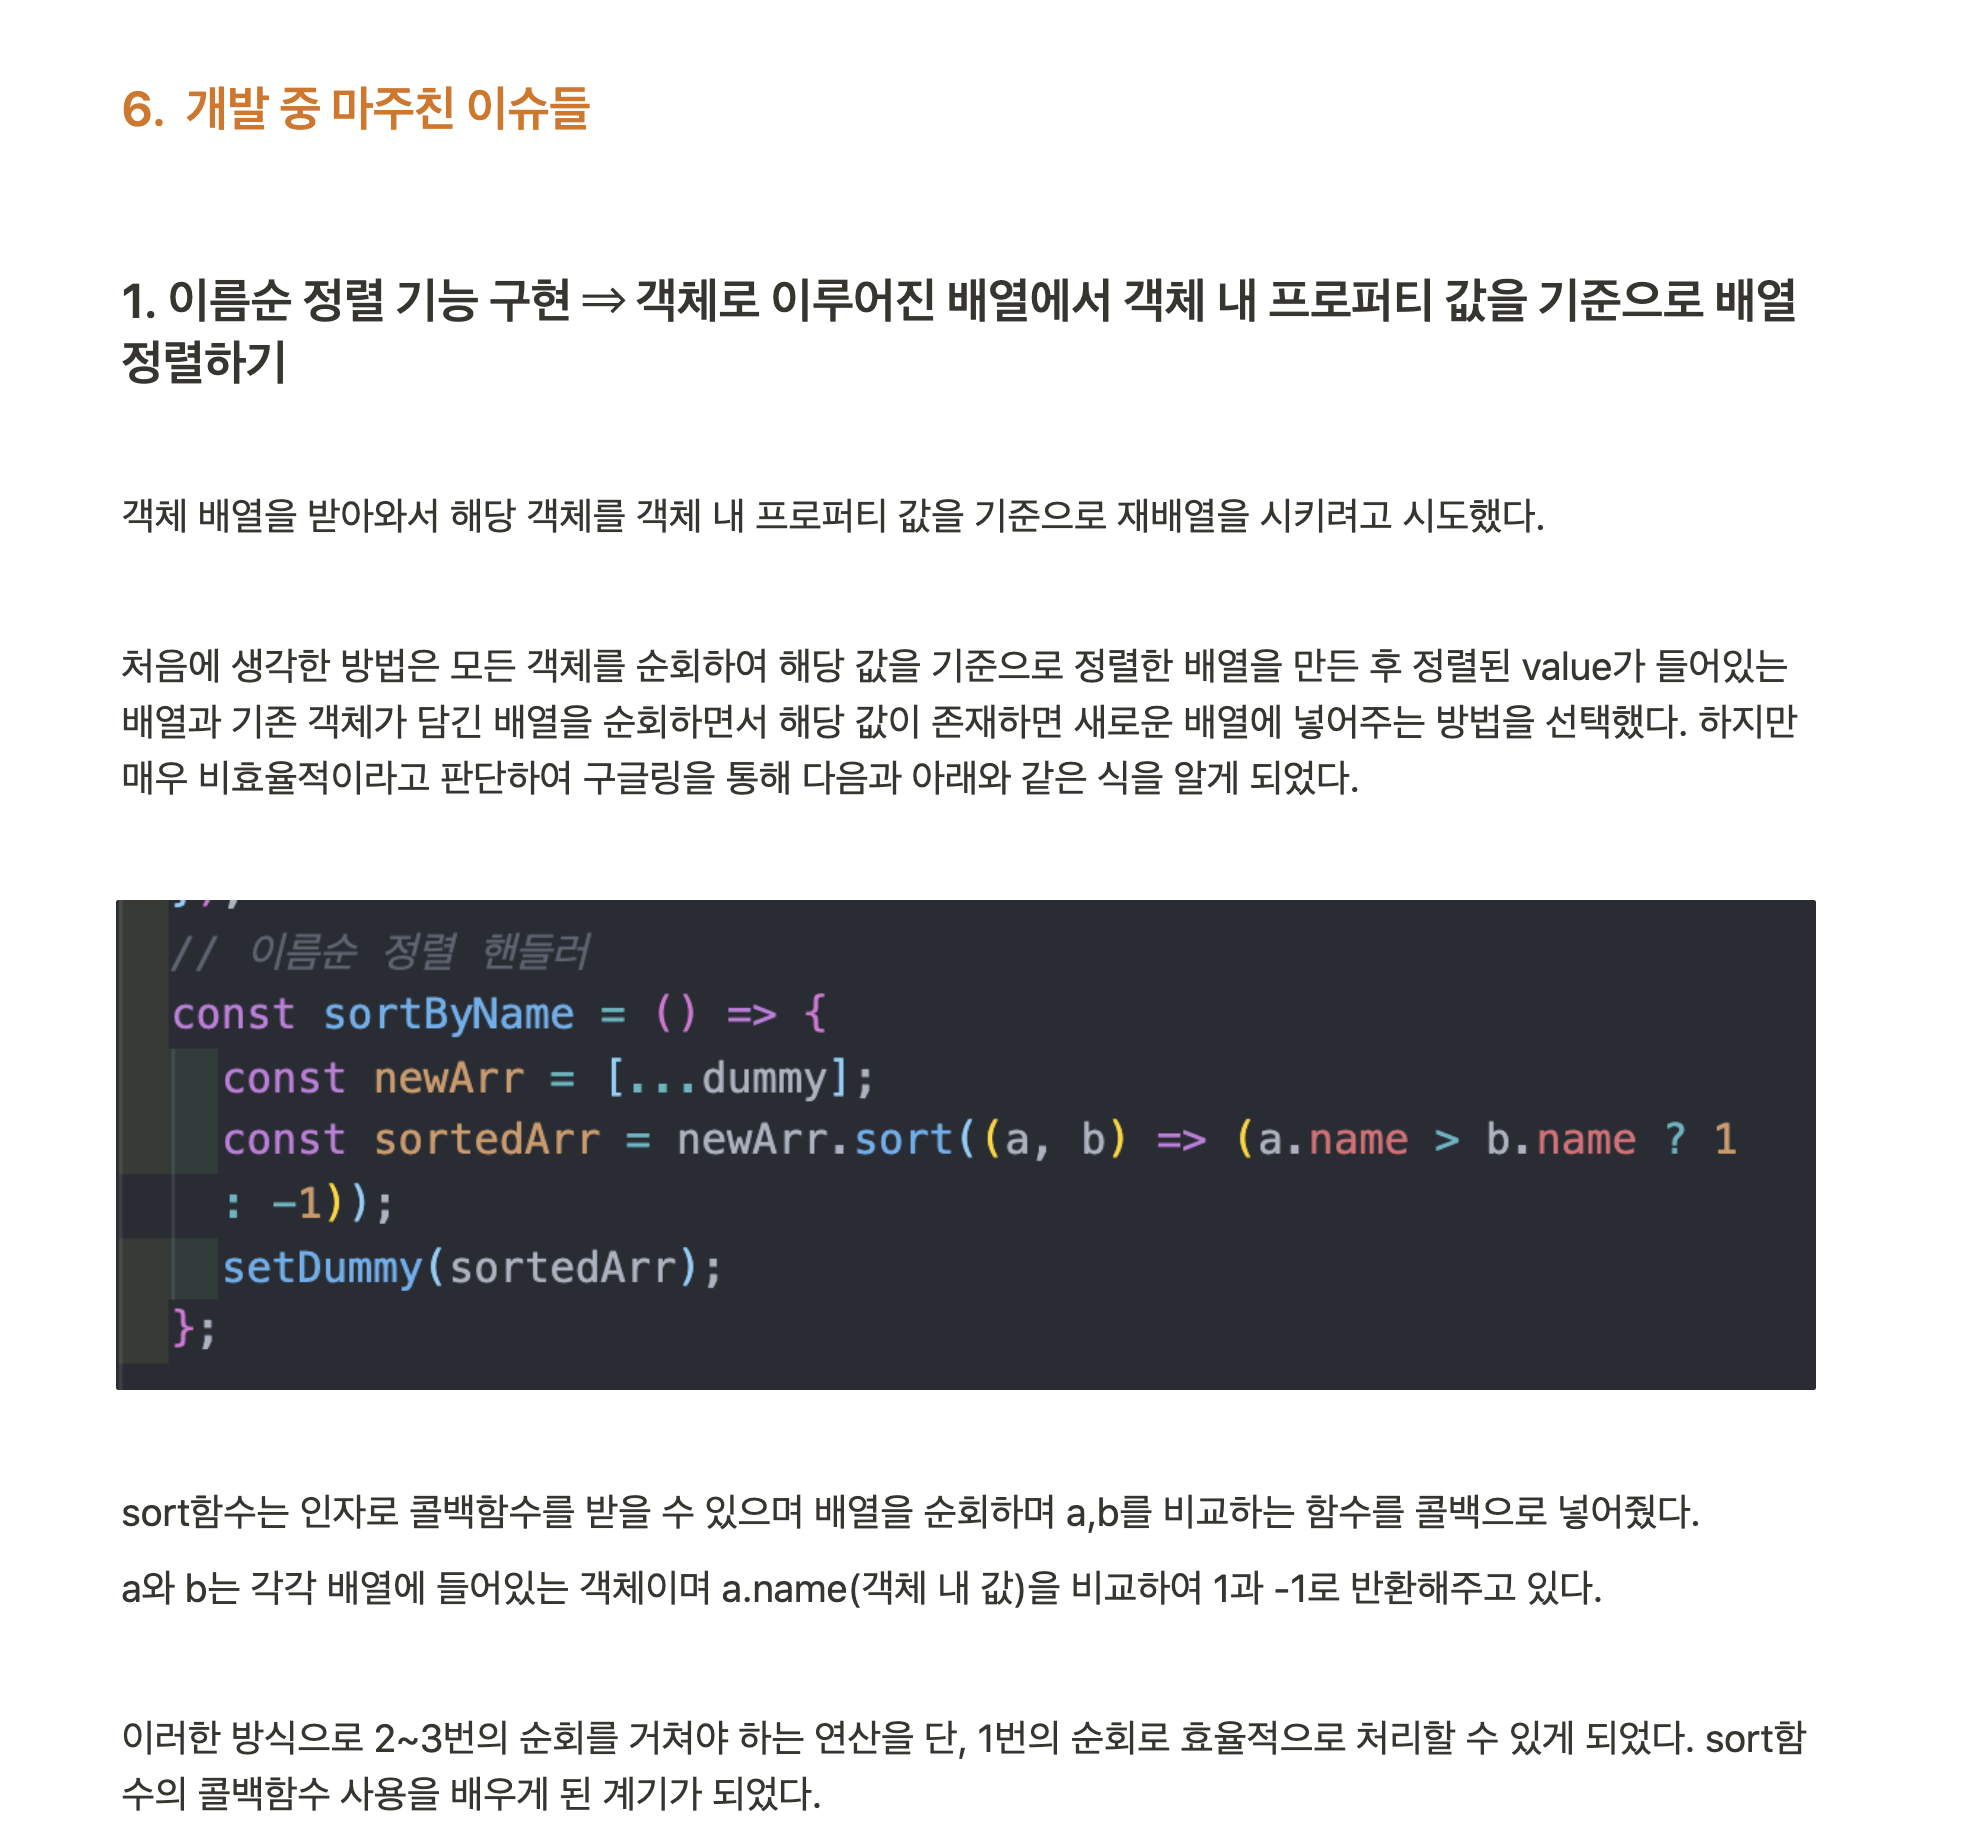 6. 개발 중 마주친 이슈들
1. 이름순 정렬 기능 구현 ⇒ 객체로 이루어진 배열에서 객체 내 프로퍼티 값을 기준으로 배열
정렬하기
객체 배열을 받아와서 해당 객체를 객체 내 프로퍼티 값을 기준으로 재배열을 시키려고 시도했다.
처음에 생각한 방법은 모든 객체를 순회하여 해당 값을 기준으로 정렬한 배열을 만든 후 정렬된 value가 들어있는
배열과 기존 객체가 담긴 배열을 순회하면서 해당 값이 존재하면 새로운 배열에 넣어주는 방법을 선택했다. 하지만
매우 비효율적이라고 판단하여 구글링을 통해 다음과 아래와 같은 식을 알게 되었다.
// 이름순 정렬 핸들러
const sortByName = () => {
const newArr = [...dummy];
const sortedArr = newArr.sort((a, b) => (a.name > b.name ? 1
: -1));
setDummy(sortedArr);
};
sort함수는 인자로 콜백함수를 받을 수 있으며 배열을 순회하며 a,b를 비교하는 함수를 콜백으로 넣어줬다.
a와 b는 각각 배열에 들어있는 객체이며 a.name(객체 내 값)을 비교하여 1과 -1로 반환해주고 있다.
이러한 방식으로 2~3번의 순회를 거쳐야 하는 연산을 단, 1번의 순회로 효율적으로 처리할 수 있게 되었다. sort함
수의 콜백함수 사용을 배우게 된 계기가 되었다.